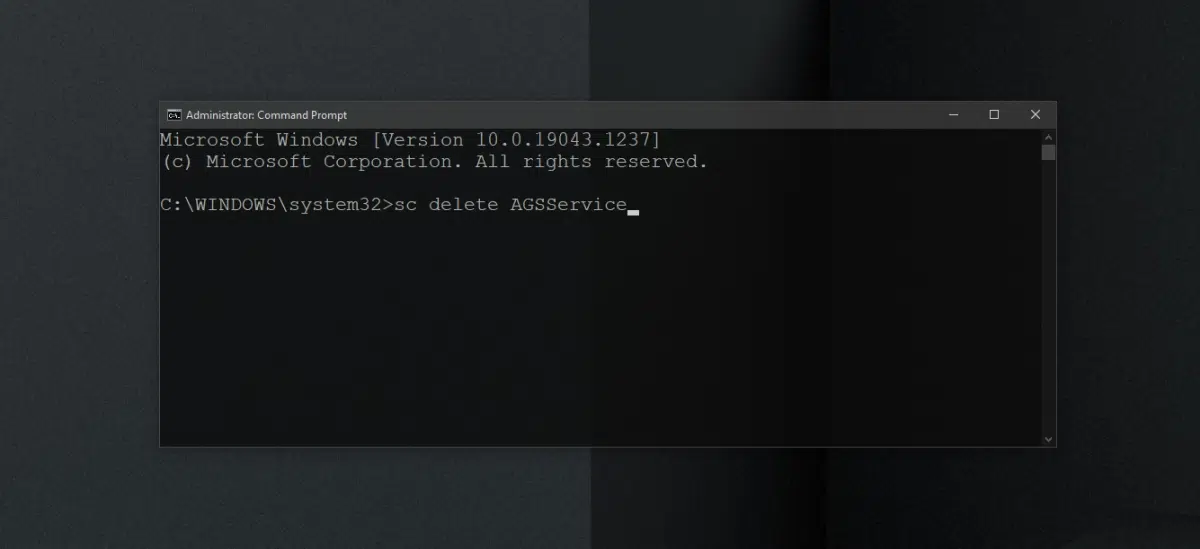 Administrator: Command Prompt
Microsoft Windows [Version 10.0.19043.1237]
(c) Microsoft Corporation. All rights reserved.
C:\WINDOWS\system32>sc delete AGSService